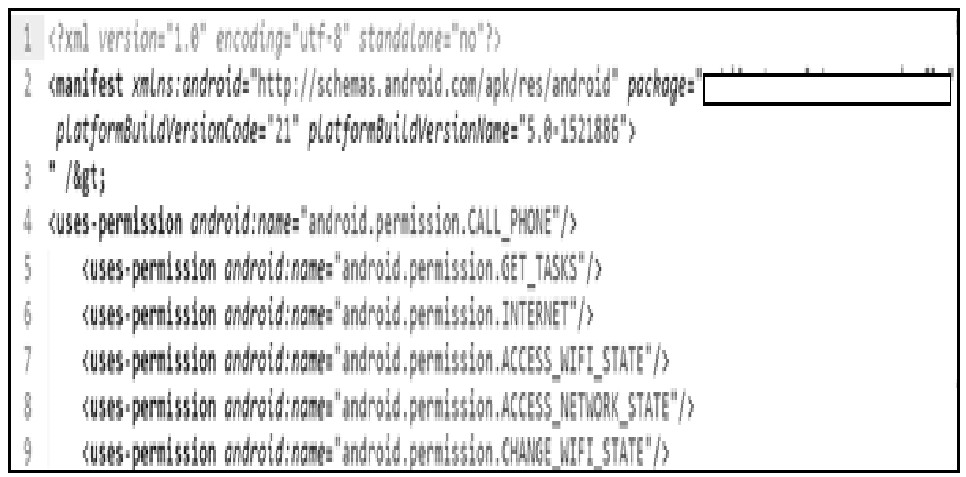 1 <?xml version="1.0" encoding="utf-8" standalone="no"?>
2 <manifest xmlns:android="http://schemas.android.com/apk/res/android" package="
platformBuildVersionCode="21" platformBuildVersionName="5.0-1521886">
3 " /&gt;
4 <uses-permission android:name="android.permission.CALL_PHONE"/>
5 <uses-permission android:name="android.permission.GET_TASKS"/>
6 <uses-permission android:name="android.permission.INTERNET"/>
7 <uses-permission android:name="android.permission.ACCESS_WIFI_STATE"/>
8 <uses-permission android:name="android.permission.ACCESS_NETWORK_STATE"/>
9 <uses-permission android:name="android.permission.CHANGE_WIFI_STATE"/>